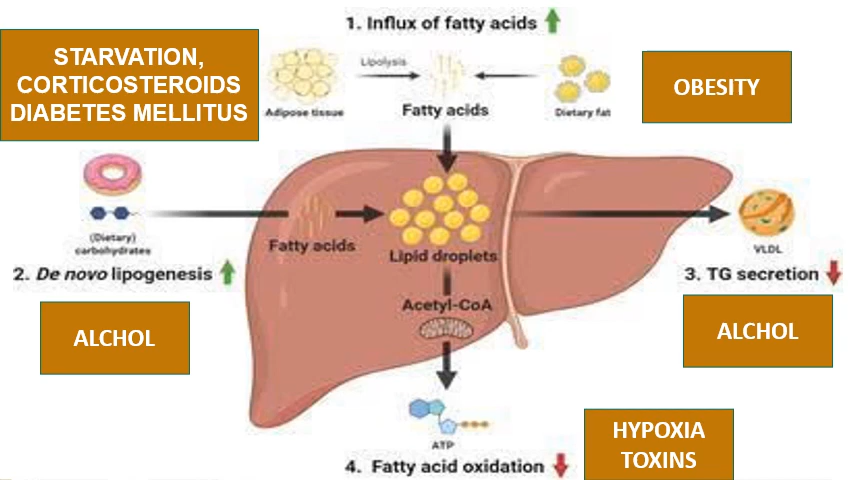 1. Influx of fatty acids
STARVATION,
CORTICOSTEROIDS
DIABETES MELLITUS
Lipolysis
Adipose tissue
Fatty acids
Dietary fat
OBESITY
(Dietary)
carbohydrates
2. De novo lipogenesis
ALCHOL
Fatty acids
Lipid droplets
Acetyl-CoA
VLDL
3. TG secretion
ALCHOL
ATP
4. Fatty acid oxidation
HYPOXIA
TOXINS